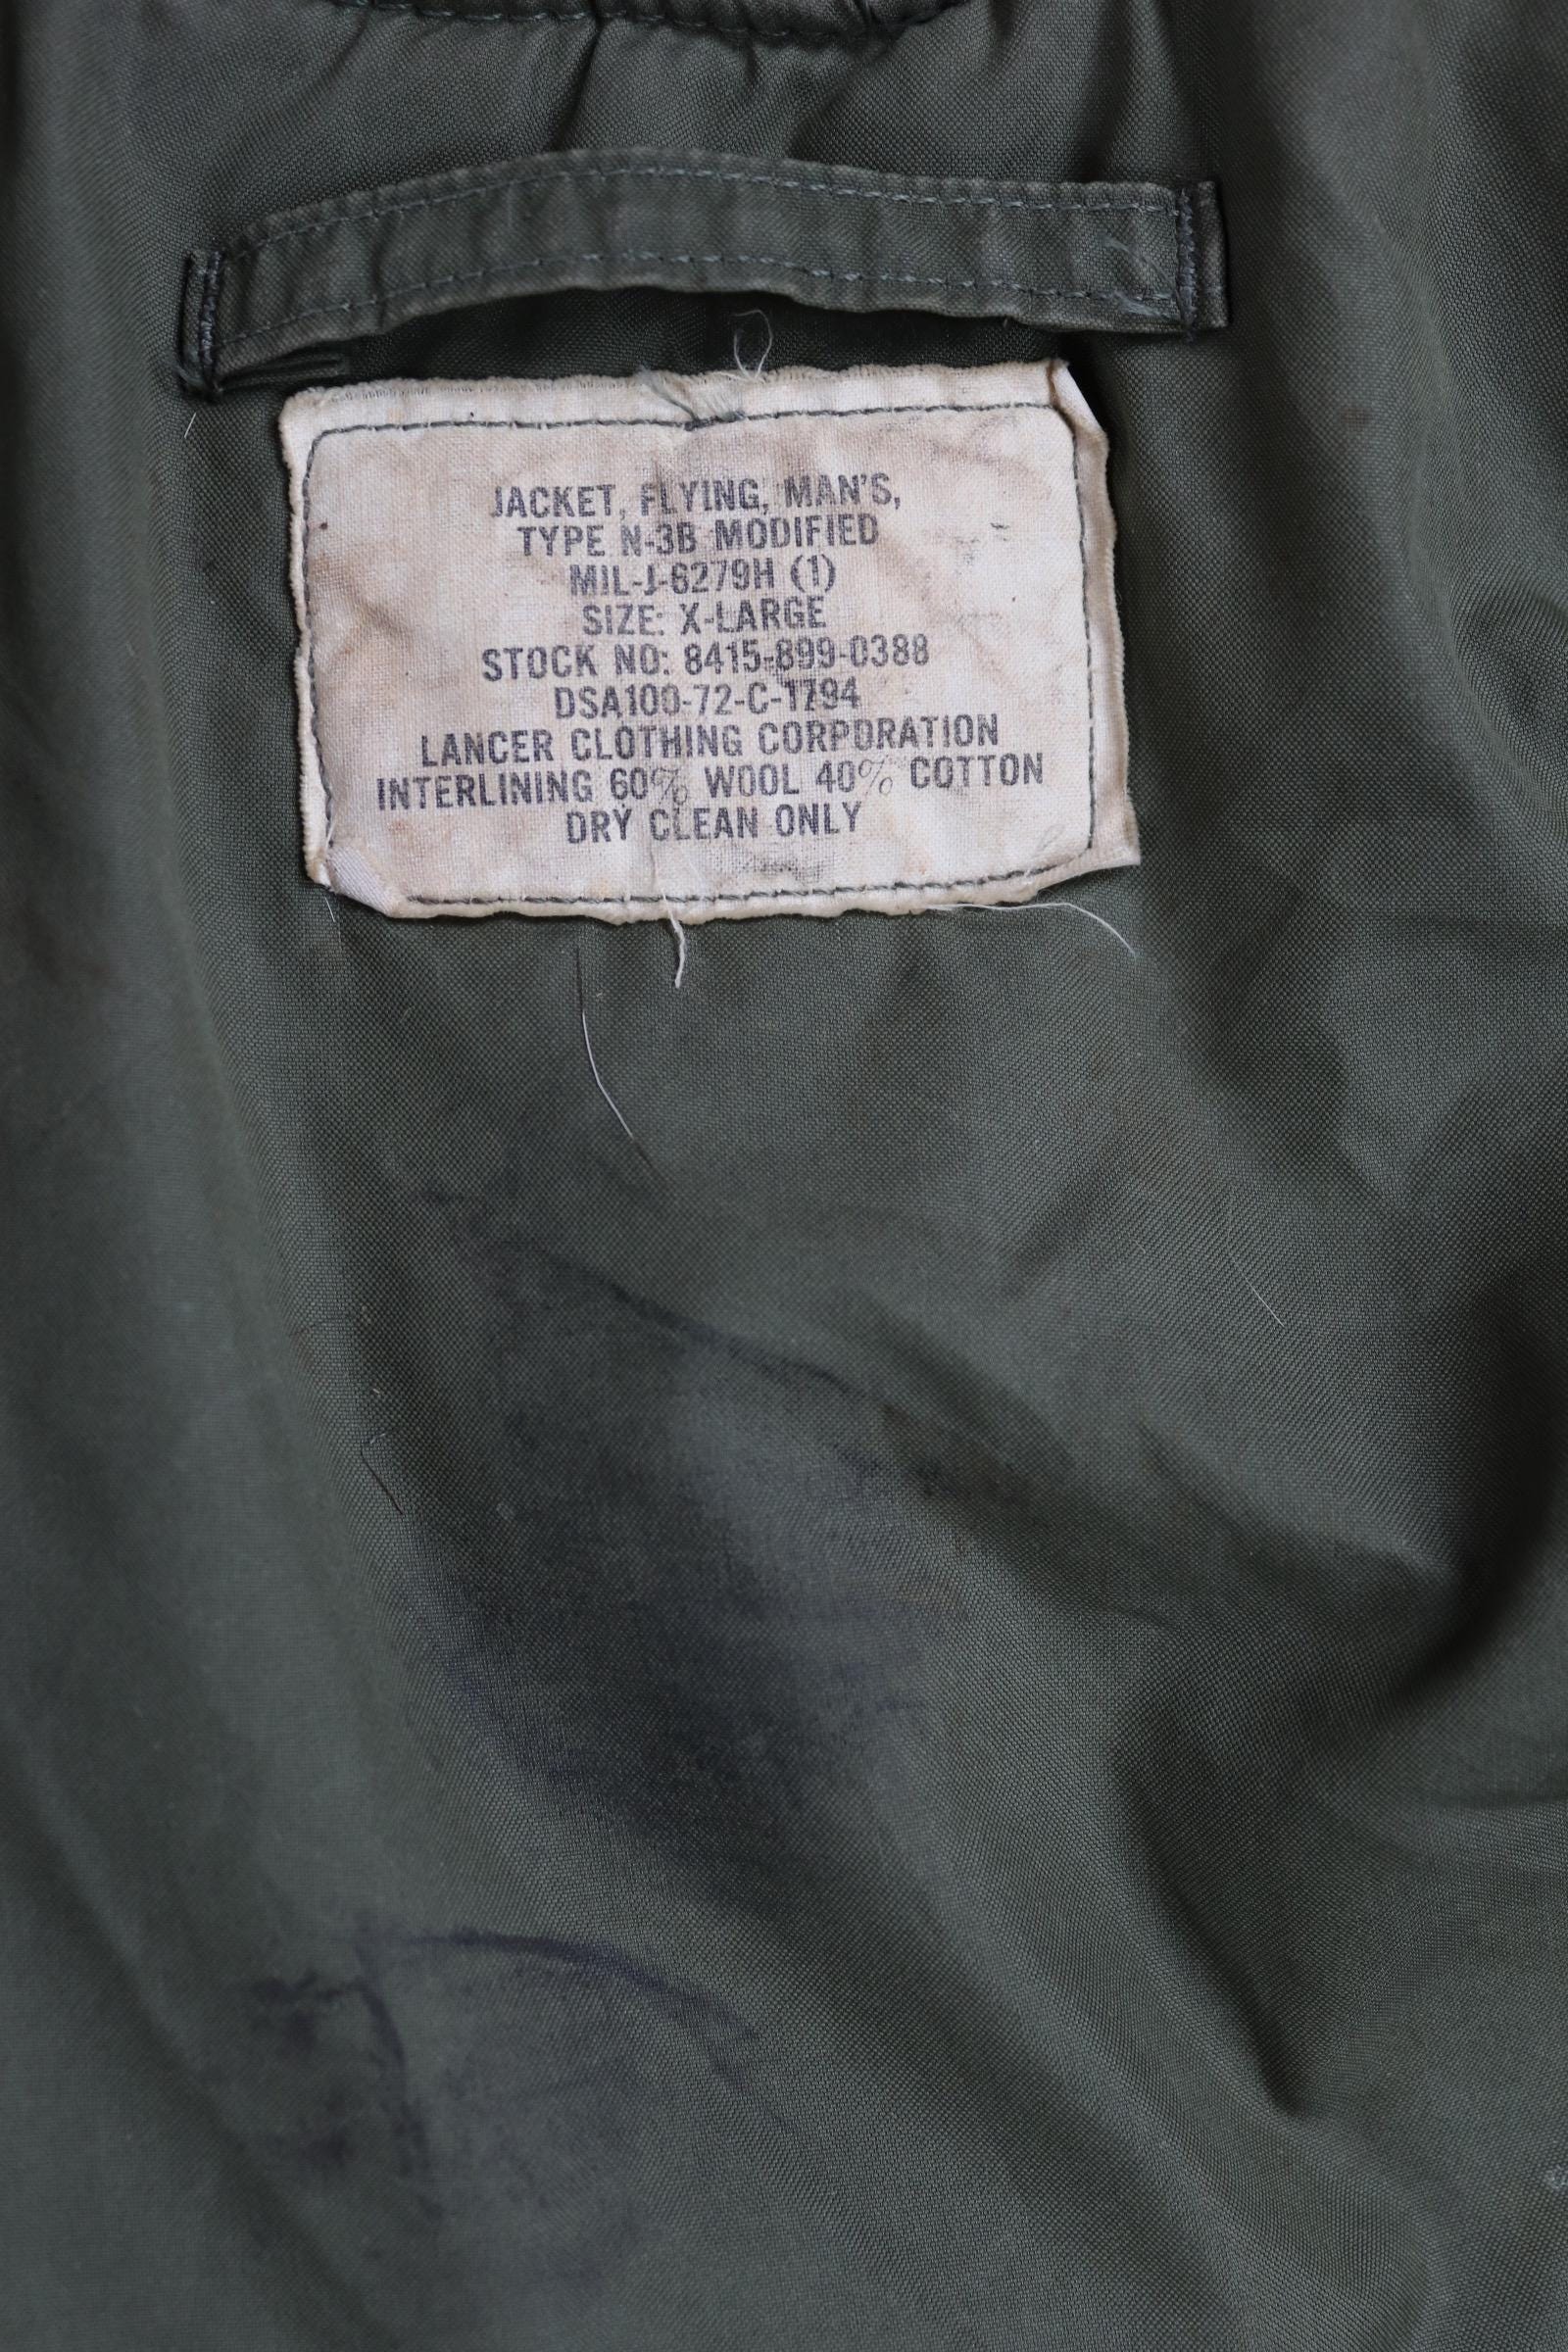 JACKET, FLYING, MAN'S,
TYPE N-3B MODIFIED
MIL-J-6279H (1)
SIZE: X-LARGE
STOCK NO: 8415-899-0388
DSA100-72-C-1794
LANCER CLOTHING CORPORATION
INTERLINING 60% WOOL 40% COTTON
DRY CLEAN ONLY